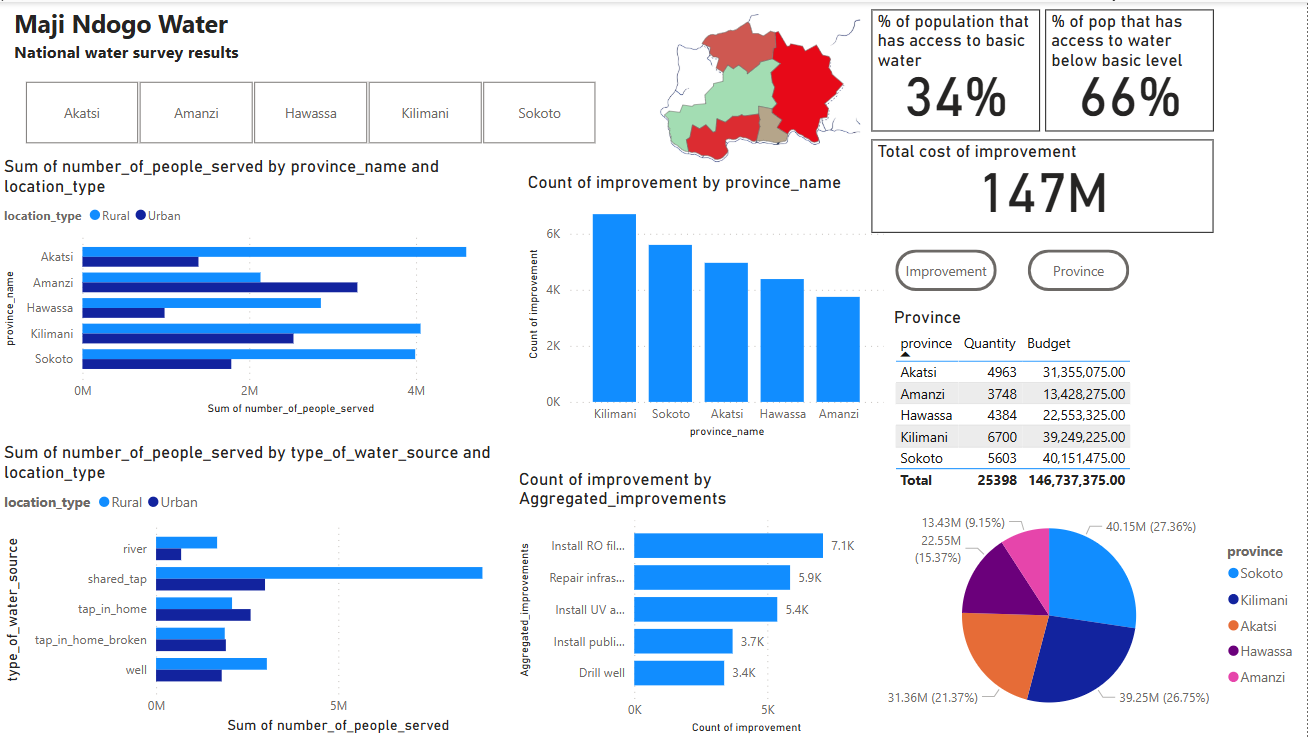 Maji Ndogo Water
National water survey results
Akatsi
Amanzi
Hawassa
Kilimani
Sokoto
% of population that
has access to basic
water
34%
% of pop that has
access to water
below basic level
66%
Total cost of improvement
147M
Sum of number_of_people_served by province_name and
location_type
location_type Rural Urban
province_name
Akatsi
Amanzi
Hawassa
Kilimani
Sokoto
0M 2M 4M
Sum of number_of_people_served
Count of improvement by province_name
Count of improvement
6K
4K
2K
0K
Kilimani Sokoto Akatsi Hawassa Amanzi
province_name
Improvement
Province
Province
province Quantity Budget
Akatsi 4963 31,355,075.00
Amanzi 3748 13,428,275.00
Hawassa 4384 22,553,325.00
Kilimani 6700 39,249,225.00
Sokoto 5603 40,151,475.00
Total 25398 146,737,375.00
Sum of number_of_people_served by type_of_water_source and
location_type
location_type Rural Urban
type_of_water_source
river
shared_tap
tap_in_home
tap_in_home_broken
well
0M 5M
Sum of number_of_people_served
Count of improvement by
Aggregated_improvements
Aggregated_improvements
Install RO fil... 7.1K
Repair infras... 5.9K
Install UV a... 5.4K
Install publi... 3.7K
Drill well 3.4K
0K 5K
Count of improvement
13.43M (9.15%)
22.55M
(15.37%)
40.15M (27.36%)
31.36M (21.37%)
39.25M (26.75%)
province
Sokoto
Kilimani
Akatsi
Hawassa
Amanzi